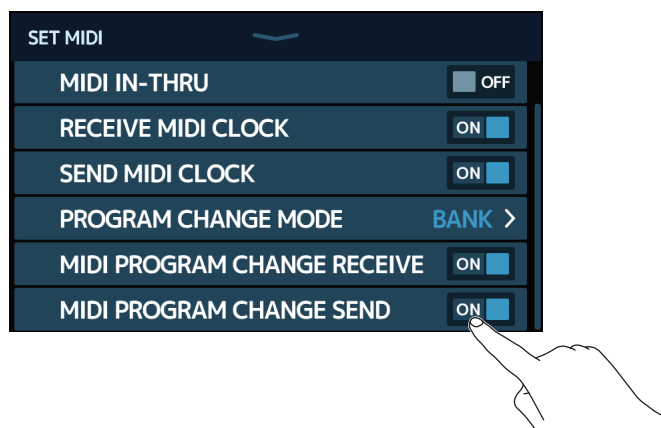 SET MIDI
MIDI IN-THRU OFF
RECEIVE MIDI CLOCK ON
SEND MIDI CLOCK ON
PROGRAM CHANGE MODE BANK >
MIDI PROGRAM CHANGE RECEIVE ON
MIDI PROGRAM CHANGE SEND ON